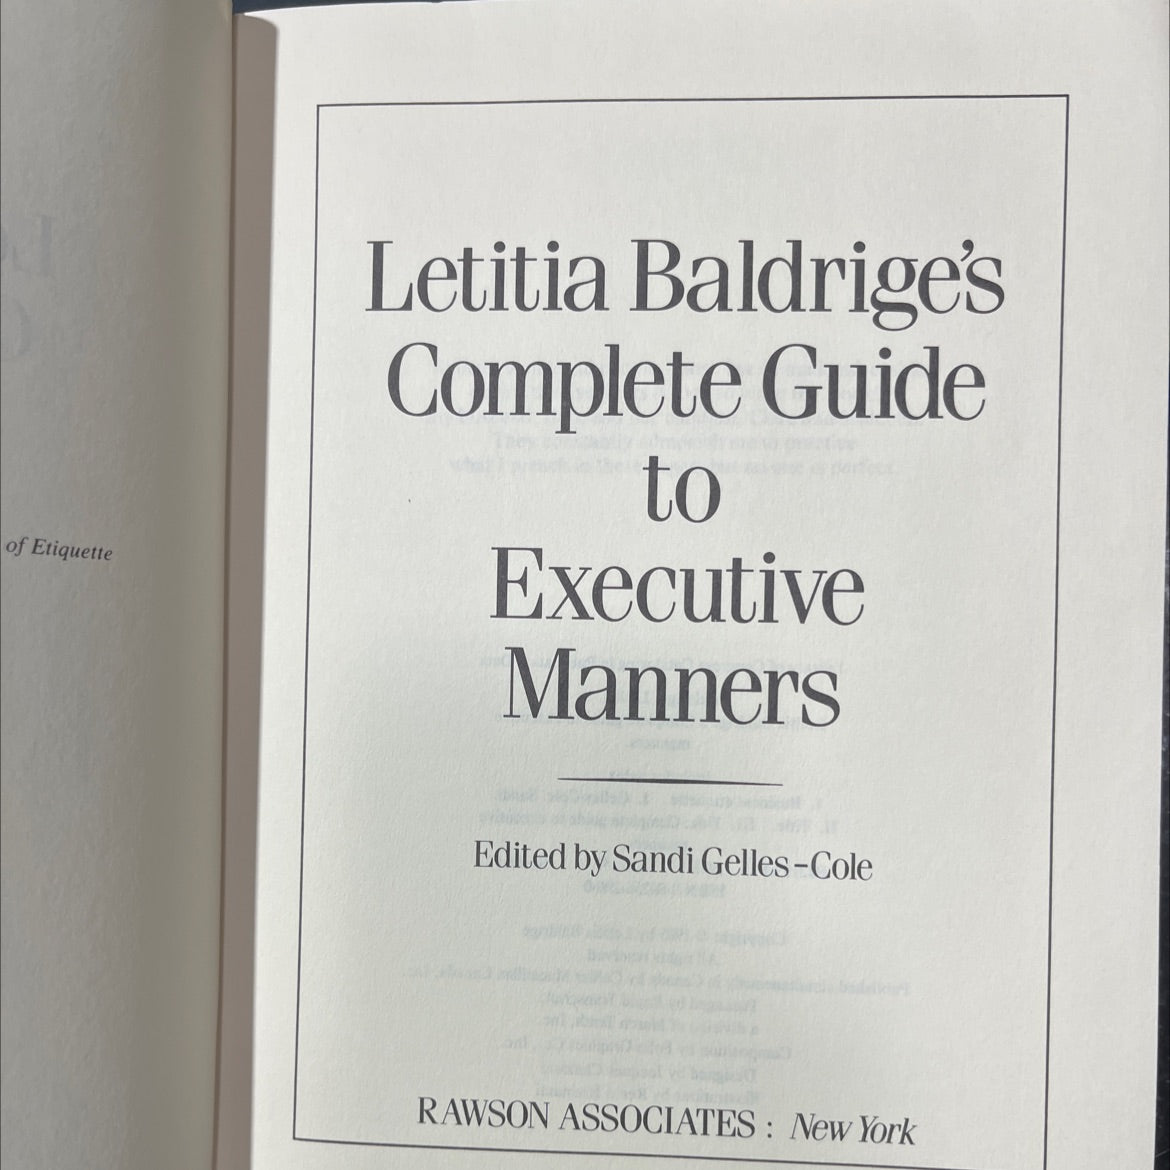 of Etiquette
Letitia Baldrige's
Complete Guide
to
Executive
Manners
Edited by Sandi Gelles-Cole
RAWSON ASSOCIATES: New York